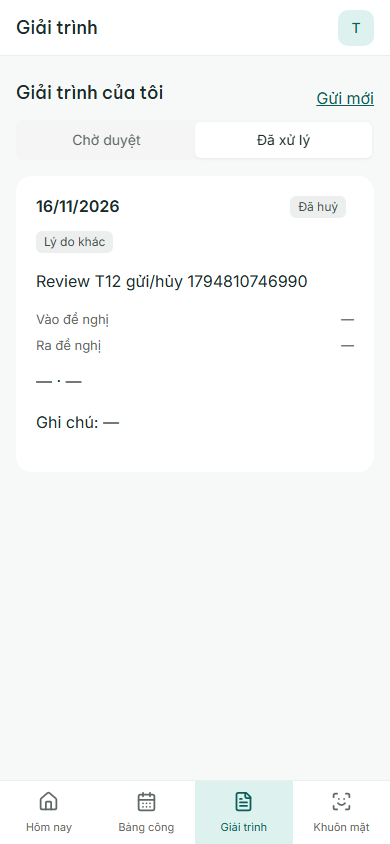 Giải trình
T
Giải trình của tôi
Gửi mới
Chờ duyệt
Đã xử lý
16/11/2026
Đã huỷ
Lý do khác
Review T12 gửi/hủy 1794810746990
Vào đề nghị —
Ra đề nghị —
— · —
Ghi chú: —
Hôm nay
Bảng công
Giải trình
Khuôn mặt